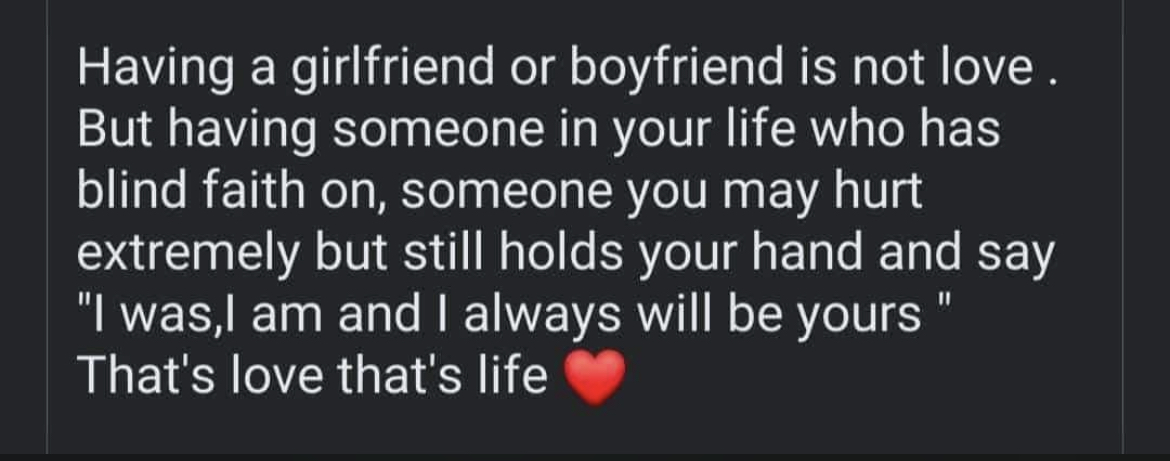 Having a girlfriend or boyfriend is not love .
But having someone in your life who has
blind faith on, someone you may hurt
extremely but still holds your hand and say
"I was,I am and I always will be yours "
That's love that's life ❤️